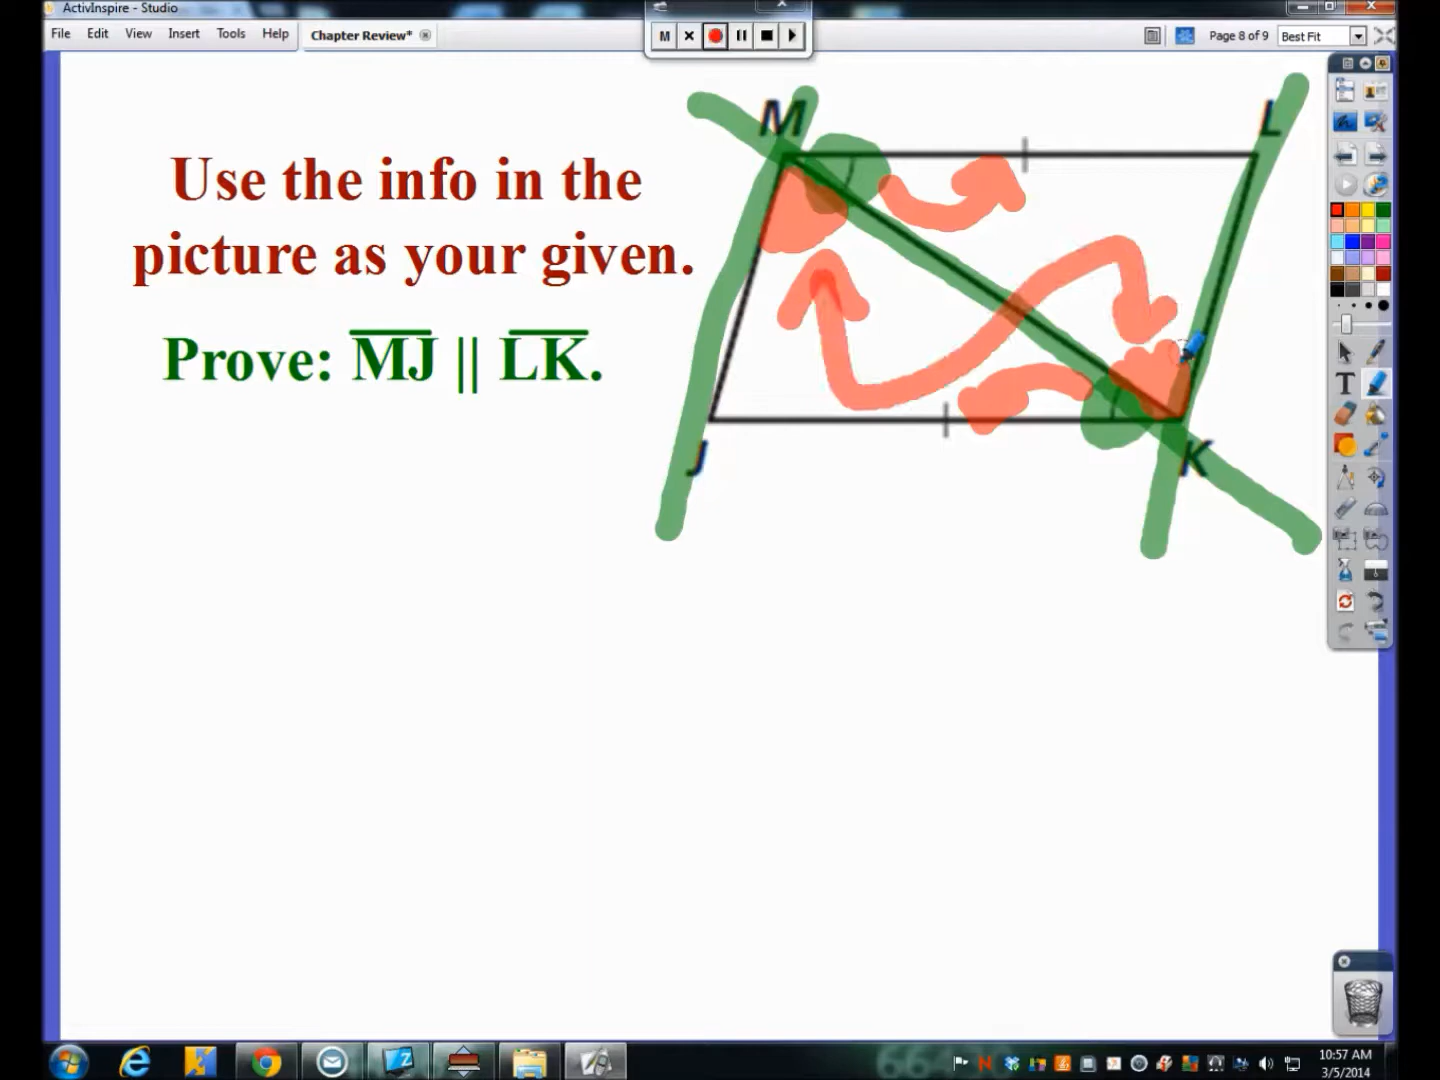 ActivInspire - Studio
File Edit View Insert Tools Help Chapter Review*
M
Page 8 of 9 Best Fit
M L
Use the info in the
picture as your given.
Prove: MJ || LK.
J K
T
10:57 AM
3/5/2014